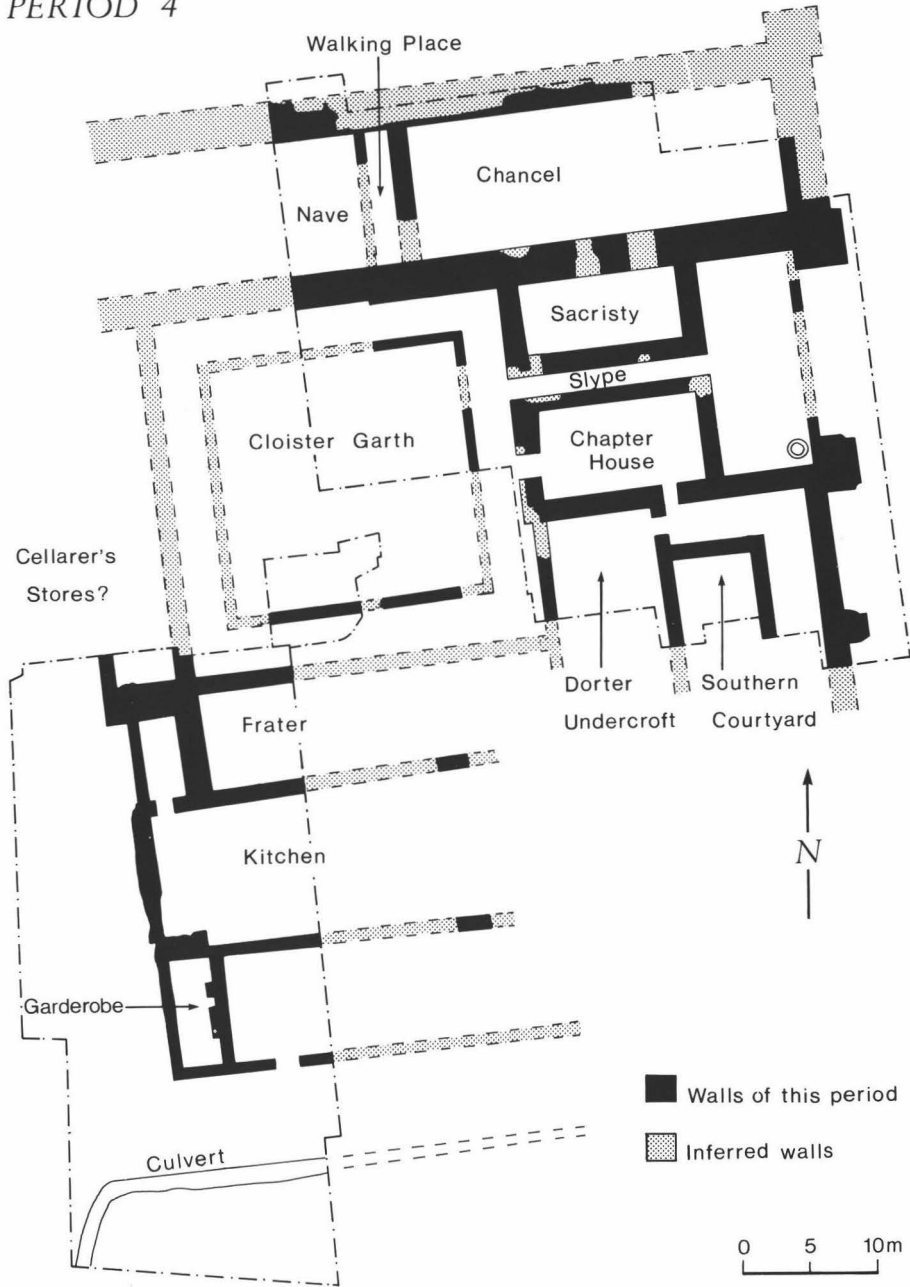 PERIOD 4
Walking Place
Chancel
Nave
Sacristy
Slype
Cloister Garth
Chapter
House
Cellarer's
Stores?
Dorter
Undercroft
Southern
Courtyard
Frater
N
Kitchen
Garderobe
Walls of this period
Inferred walls
Culvert
0 5 10m